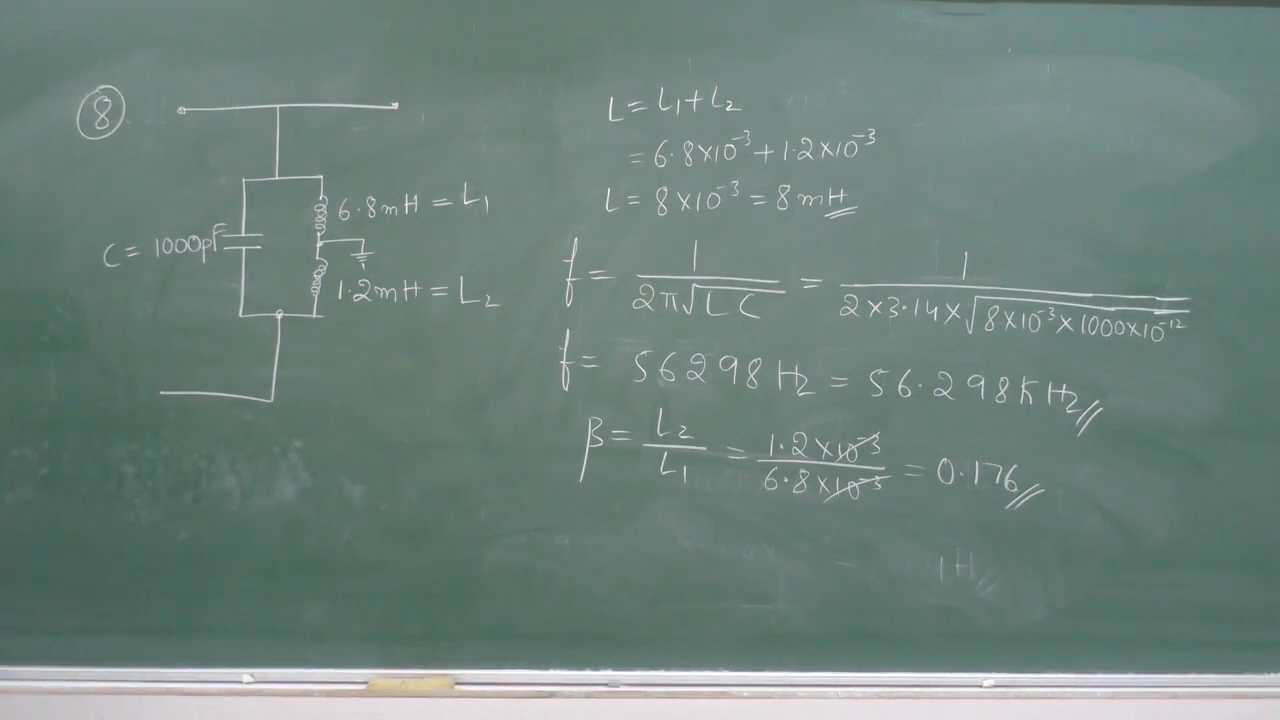 8
C = 1000pF
6.8mH = L₁
1.2mH = L₂
L = L₁ + L₂
= 6.8×10⁻³ + 1.2×10⁻³
L = 8×10⁻³ = 8mH
f = 1/(2π√LC) = 1/(2×3.14×√(8×10⁻³×1000×10⁻¹²))
f = 56298 Hz = 56.298 KHz
β = L₂/L₁ = 1.2×10⁻³/6.8×10⁻³ = 0.176
1H